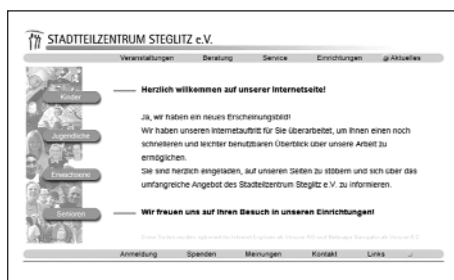 STADTTEILZENTRUM STEGLITZ e.V.
Veranstaltungen Beratung Service Einrichtungen @ Aktuelles
Kinder
Herzlich willkommen auf unserer Internetseite!
Ja, wir haben ein neues Erscheinungsbild!
Jugendliche
Wir haben unseren Internetauftritt für Sie überarbeitet, um Ihnen einen noch
schnelleren und leichter benutzbaren Überblick über unsere Arbeit zu
ermöglichen.
Erwachsene
Sie sind herzlich eingeladen, auf unseren Seiten zu stöbern und sich über das
umfangreiche Angebot des Stadtteilzentrum Steglitz e.V. zu informieren.
Senioren
Wir freuen uns auf Ihren Besuch in unseren Einrichtungen!
Anmeldung Spenden Meinungen Kontakt Links